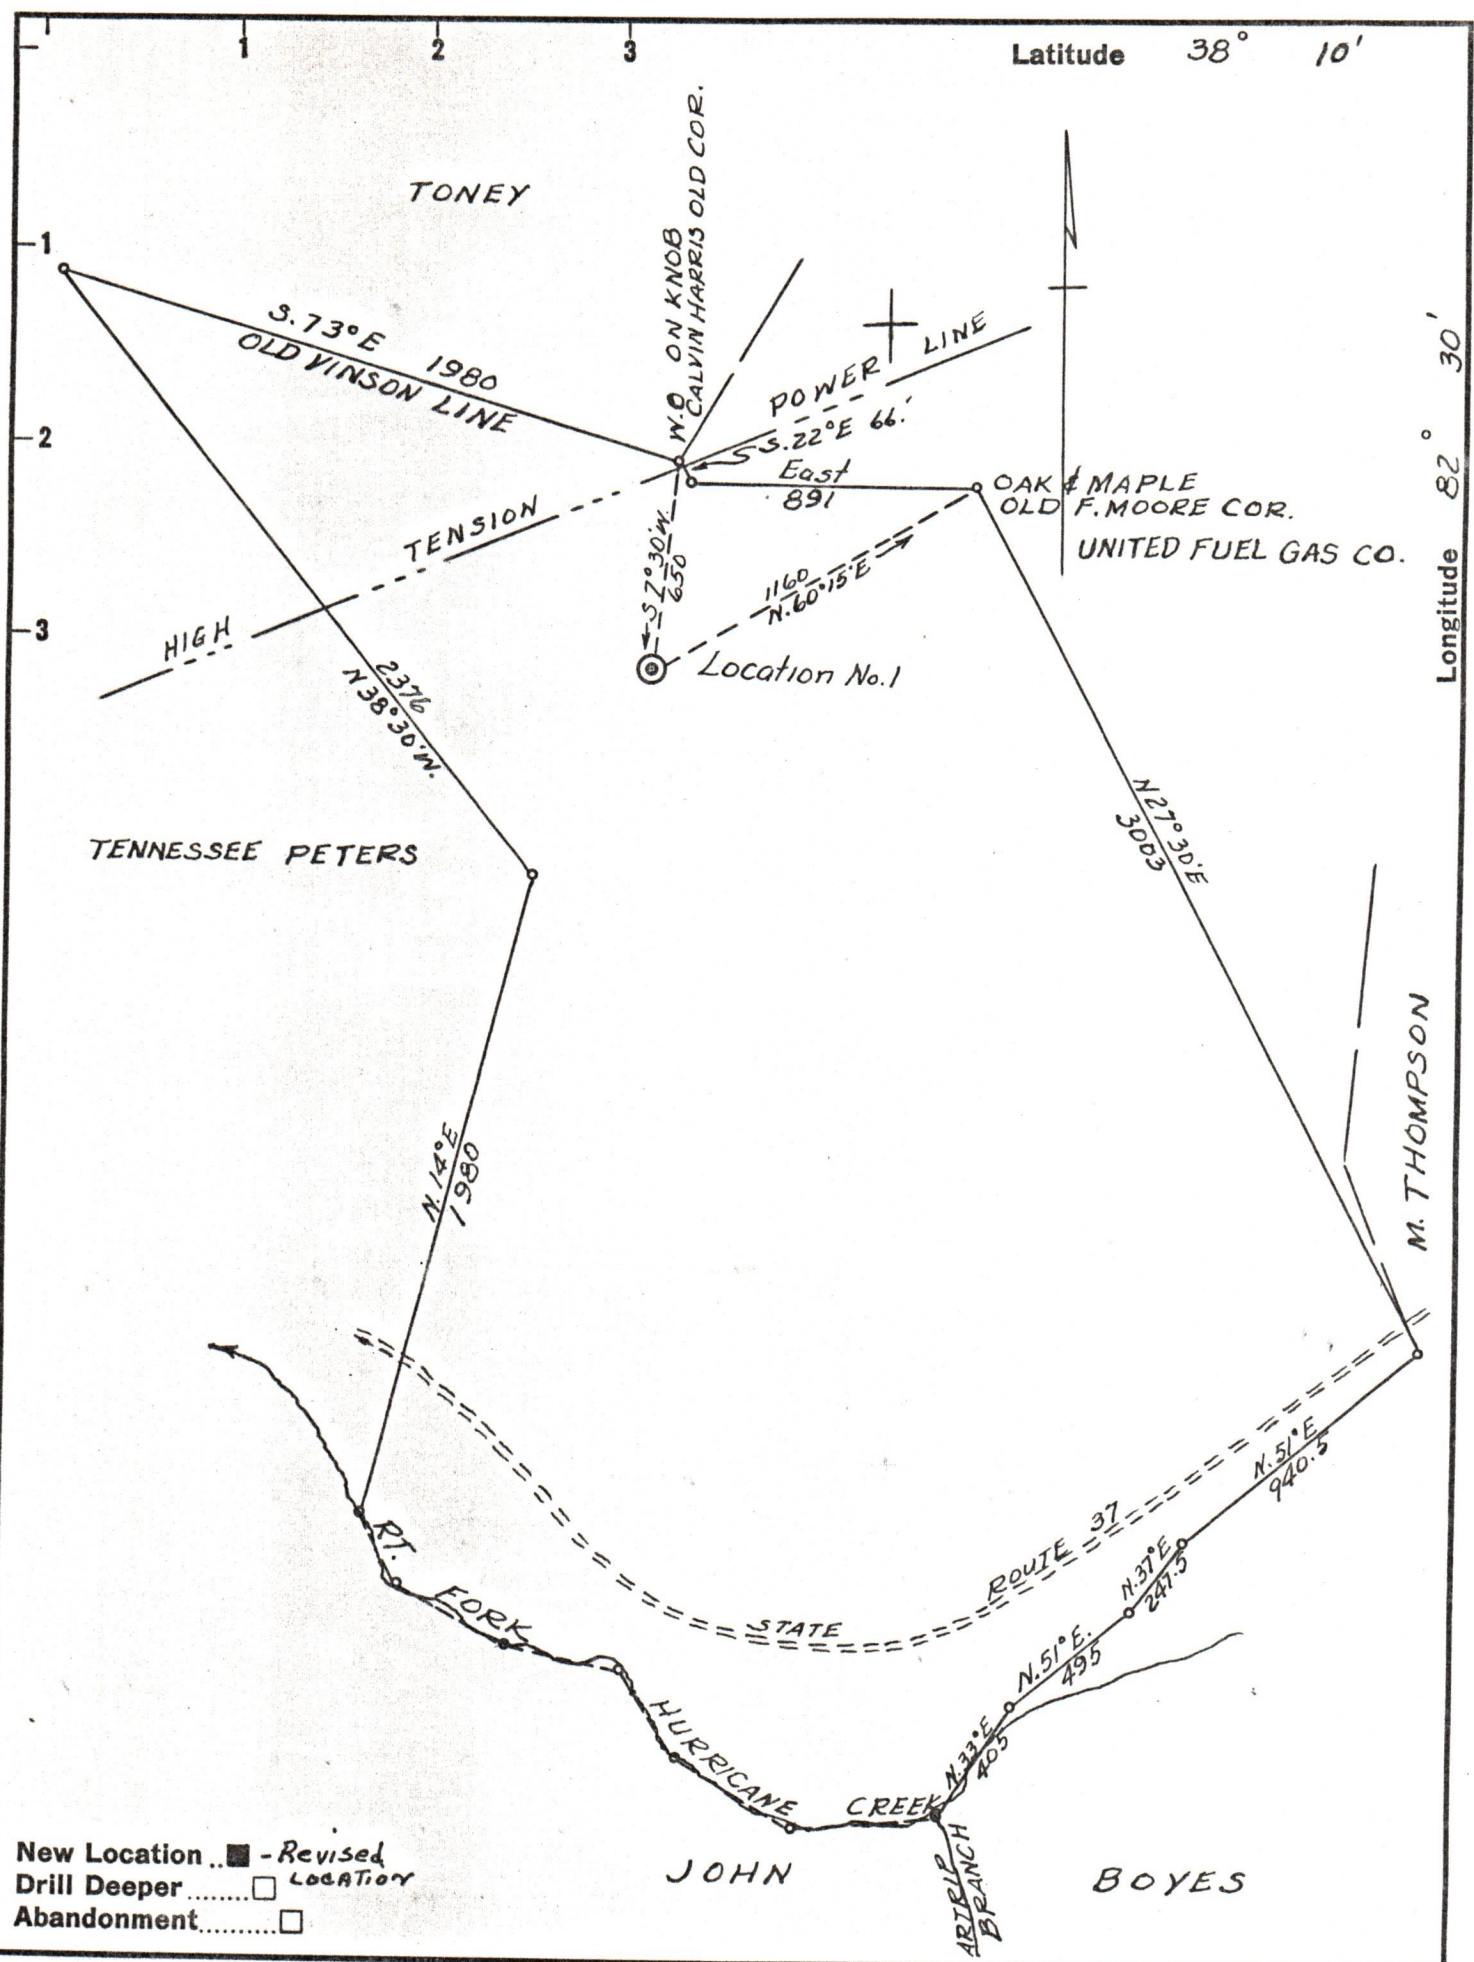 1 2 3
Latitude 38° 10'
TONEY
W.O ON KNOB
CALVIN HARRIS OLD COR.
1
S. 73° E 1980
OLD VINSON LINE
Longitude 82° 30'
HIGH TENSION POWER LINE
2
S. 22° E 66.'
East
891
OAK & MAPLE
OLD F. MOORE COR.
UNITED FUEL GAS CO.
S 7° 30' W.
650
1160
N. 60° 15' E
3
Location No. 1
2376
N 38° 30' W.
N 27° 30' E
3003
TENNESSEE PETERS
M. THOMPSON
N. 14° E
1980
N. 51° E
940.5
STATE ROUTE 37
N. 37° E
247.5
N. 51° E.
495
N. 33° E
405
RT. FORK HURRICANE CREEK
ARTRIP
BRANCH
New Location .. ■ - Revised
LOCATION
Drill Deeper ........ □
Abandonment .......... □
JOHN BOYES